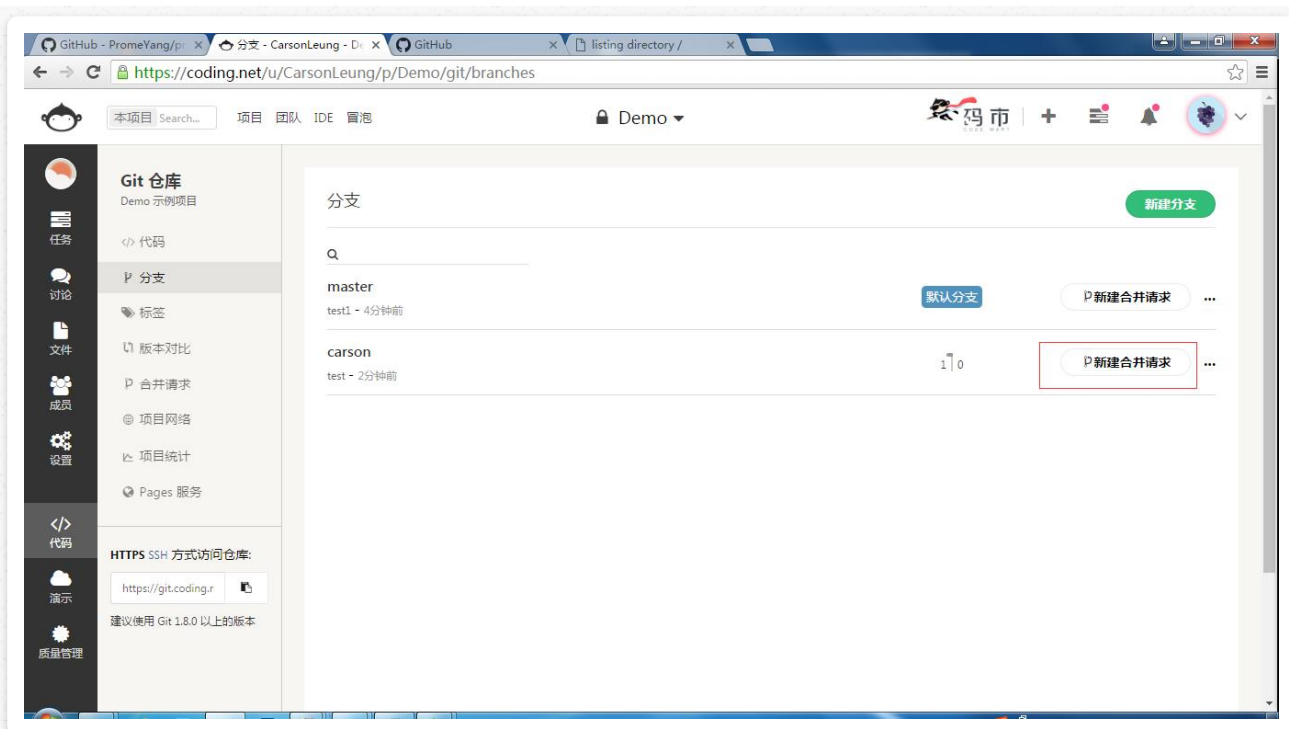 GitHub - PromeYang/pr
分支 - CarsonLeung - De
GitHub
listing directory /
https://coding.net/u/CarsonLeung/p/Demo/git/branches
本项目 Search... 项目 团队 IDE 冒泡
Demo
码市
CODE MART
任务
讨论
文件
成员
设置
代码
演示
质量管理
Git 仓库
Demo 示例项目
代码
分支
标签
版本对比
合并请求
项目网络
项目统计
Pages 服务
HTTPS SSH 方式访问仓库:
https://git.coding.r
建议使用 Git 1.8.0 以上的版本
分支
新建分支
master
默认分支
新建合并请求
test1 - 4分钟前
carson
1 0
新建合并请求
test - 2分钟前